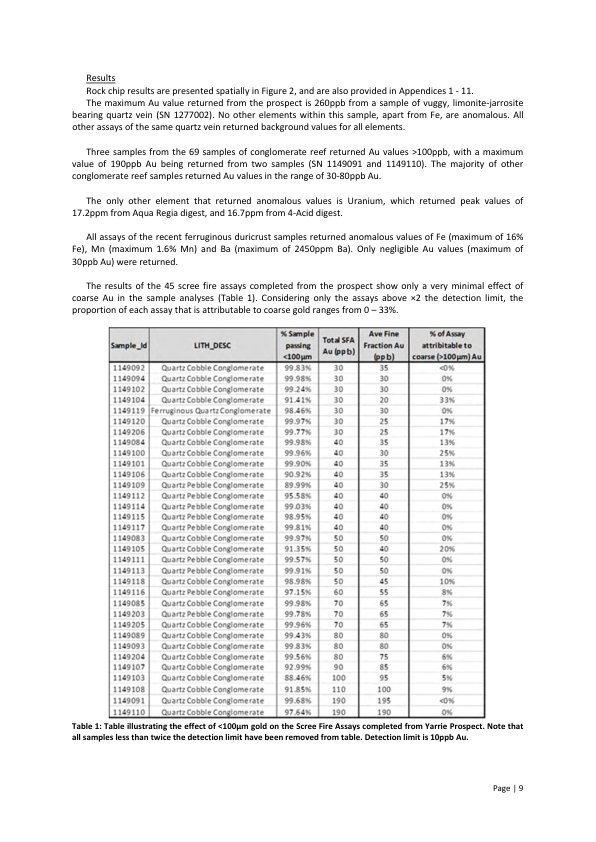 Results
Rock chip results are presented spatially in Figure 2, and are also provided in Appendices 1 - 11.
The maximum Au value returned from the prospect is 260ppb from a sample of vuggy, limonite-jarrosite
bearing quartz vein (SN 1277002). No other elements within this sample, apart from Fe, are anomalous. All
other assays of the same quartz vein returned background values for all elements.
Three samples from the 69 samples of conglomerate reef returned Au values >100ppb, with a maximum
value of 190ppb Au being returned from two samples (SN 1149091 and 1149110). The majority of other
conglomerate reef samples returned Au values in the range of 30-80ppb Au.
The only other element that returned anomalous values is Uranium, which returned peak values of
17.2ppm from Aqua Regia digest, and 16.7ppm from 4-Acid digest.
All assays of the recent ferruginous duricrust samples returned anomalous values of Fe (maximum of 16%
Fe), Mn (maximum 1.6% Mn) and Ba (maximum of 2450ppm Ba). Only negligible Au values (maximum of
30ppb Au) were returned.
The results of the 45 scree fire assays completed from the prospect show only a very minimal effect of
coarse Au in the sample analyses (Table 1). Considering only the assays above ×2 the detection limit, the
proportion of each assay that is attributable to coarse gold ranges from 0 – 33%.
Sample_Id LITH_DESC % Sample passing <100µm Total SFA Au (ppb) Ave Fine Fraction Au (ppb) % of Assay attribitable to coarse (>100µm) Au
1149092 Quartz Cobble Conglomerate 99.83% 30 35 <0%
1149094 Quartz Cobble Conglomerate 99.98% 30 30 0%
1149102 Quartz Cobble Conglomerate 99.24% 30 30 0%
1149104 Quartz Cobble Conglomerate 91.41% 30 20 33%
1149119 Ferruginous Quartz Conglomerate 98.46% 30 30 0%
1149120 Quartz Cobble Conglomerate 99.97% 30 25 17%
1149206 Quartz Cobble Conglomerate 99.77% 30 25 17%
1149084 Quartz Cobble Conglomerate 99.98% 40 35 13%
1149100 Quartz Cobble Conglomerate 99.96% 40 30 25%
1149101 Quartz Cobble Conglomerate 99.90% 40 35 13%
1149106 Quartz Cobble Conglomerate 90.92% 40 35 13%
1149109 Quartz Pebble Conglomerate 89.99% 40 30 25%
1149112 Quartz Pebble Conglomerate 95.58% 40 40 0%
1149114 Quartz Pebble Conglomerate 99.03% 40 40 0%
1149115 Quartz Pebble Conglomerate 98.95% 40 40 0%
1149117 Quartz Cobble Conglomerate 99.81% 40 40 0%
1149083 Quartz Cobble Conglomerate 99.97% 50 50 0%
1149105 Quartz Cobble Conglomerate 91.35% 50 40 20%
1149111 Quartz Pebble Conglomerate 99.57% 50 50 0%
1149113 Quartz Pebble Conglomerate 99.91% 50 50 0%
1149118 Quartz Cobble Conglomerate 98.98% 50 45 10%
1149116 Quartz Pebble Conglomerate 97.15% 60 55 8%
1149085 Quartz Cobble Conglomerate 99.98% 70 65 7%
1149203 Quartz Pebble Conglomerate 99.78% 70 65 7%
1149205 Quartz Cobble Conglomerate 99.96% 70 65 7%
1149089 Quartz Cobble Conglomerate 99.43% 80 80 0%
1149093 Quartz Cobble Conglomerate 99.83% 80 80 0%
1149204 Quartz Cobble Conglomerate 99.56% 80 75 6%
1149107 Quartz Cobble Conglomerate 92.99% 90 85 6%
1149103 Quartz Cobble Conglomerate 88.46% 100 95 5%
1149108 Quartz Cobble Conglomerate 91.85% 110 100 9%
1149091 Quartz Cobble Conglomerate 99.68% 190 195 <0%
1149110 Quartz Cobble Conglomerate 97.64% 190 190 0%
Table 1: Table illustrating the effect of <100µm gold on the Scree Fire Assays completed from Yarrie Prospect. Note that
all samples less than twice the detection limit have been removed from table. Detection limit is 10ppb Au.
Page | 9